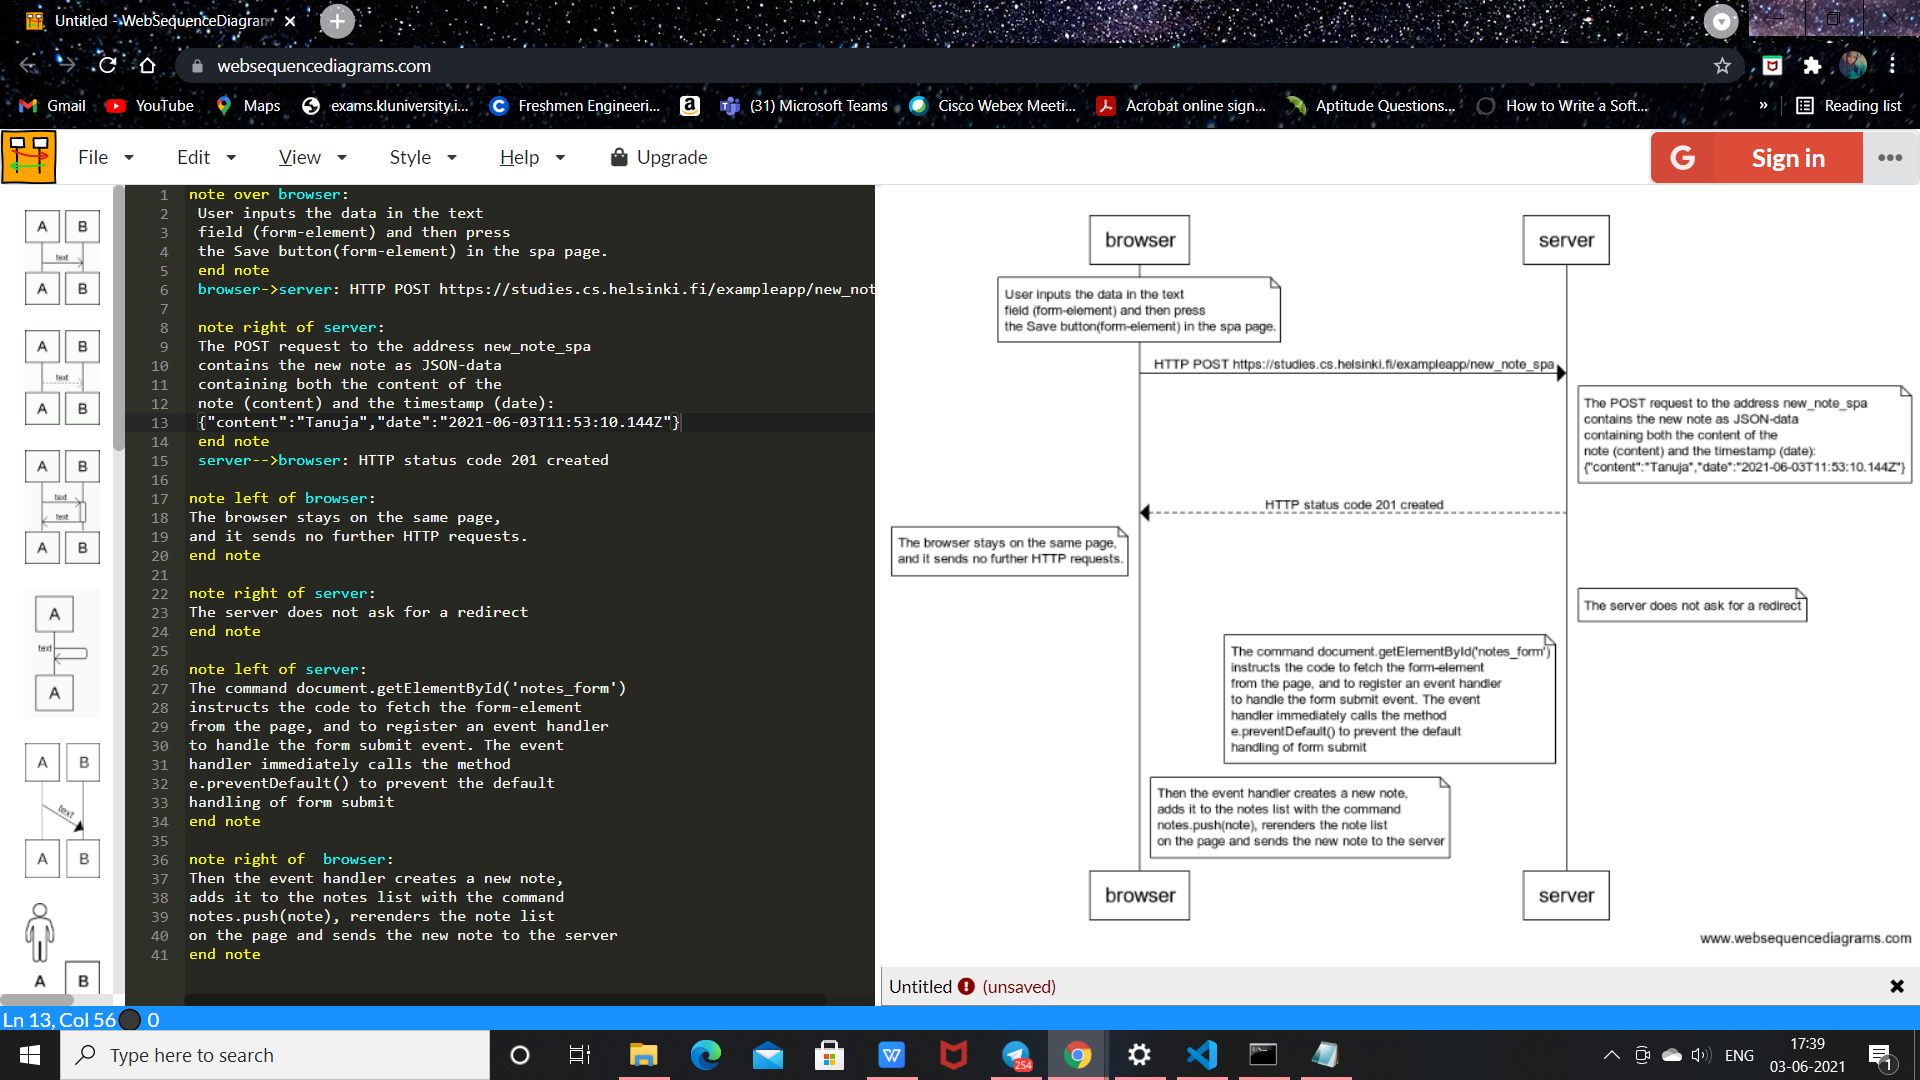 Untitled - WebSequenceDiagram
websequencediagrams.com
Gmail
YouTube
Maps
exams.kluniversity.i...
Freshmen Engineeri...
(31) Microsoft Teams
Cisco Webex Meeti...
Acrobat online sign...
Aptitude Questions...
How to Write a Soft...
»
Reading list
File
Edit
View
Style
Help
Upgrade
G Sign in
A B
text
A B
A B
text
A B
A B
text
text
A B
A
text
A
A B
text
A B
A B
1 note over browser:
2 User inputs the data in the text
3 field (form-element) and then press
4 the Save button(form-element) in the spa page.
5 end note
6 browser->server: HTTP POST https://studies.cs.helsinki.fi/exampleapp/new_not
7
8 note right of server:
9 The POST request to the address new_note_spa
10 contains the new note as JSON-data
11 containing both the content of the
12 note (content) and the timestamp (date):
13 {"content":"Tanuja","date":"2021-06-03T11:53:10.144Z"}
14 end note
15 server-->browser: HTTP status code 201 created
16
17 note left of browser:
18 The browser stays on the same page,
19 and it sends no further HTTP requests.
20 end note
21
22 note right of server:
23 The server does not ask for a redirect
24 end note
25
26 note left of server:
27 The command document.getElementById('notes_form')
28 instructs the code to fetch the form-element
29 from the page, and to register an event handler
30 to handle the form submit event. The event
31 handler immediately calls the method
32 e.preventDefault() to prevent the default
33 handling of form submit
34 end note
35
36 note right of  browser:
37 Then the event handler creates a new note,
38 adds it to the notes list with the command
39 notes.push(note), rerenders the note list
40 on the page and sends the new note to the server
41 end note
browser
server
User inputs the data in the text
field (form-element) and then press
the Save button(form-element) in the spa page.
HTTP POST https://studies.cs.helsinki.fi/exampleapp/new_note_spa
The POST request to the address new_note_spa
contains the new note as JSON-data
containing both the content of the
note (content) and the timestamp (date):
{"content":"Tanuja","date":"2021-06-03T11:53:10.144Z"}
HTTP status code 201 created
The browser stays on the same page,
and it sends no further HTTP requests.
The server does not ask for a redirect
The command document.getElementById('notes_form')
instructs the code to fetch the form-element
from the page, and to register an event handler
to handle the form submit event. The event
handler immediately calls the method
e.preventDefault() to prevent the default
handling of form submit
Then the event handler creates a new note,
adds it to the notes list with the command
notes.push(note), rerenders the note list
on the page and sends the new note to the server
browser
server
www.websequencediagrams.com
Untitled (unsaved)
Ln 13, Col 56 0
Type here to search
254
ENG
17:39
03-06-2021
1